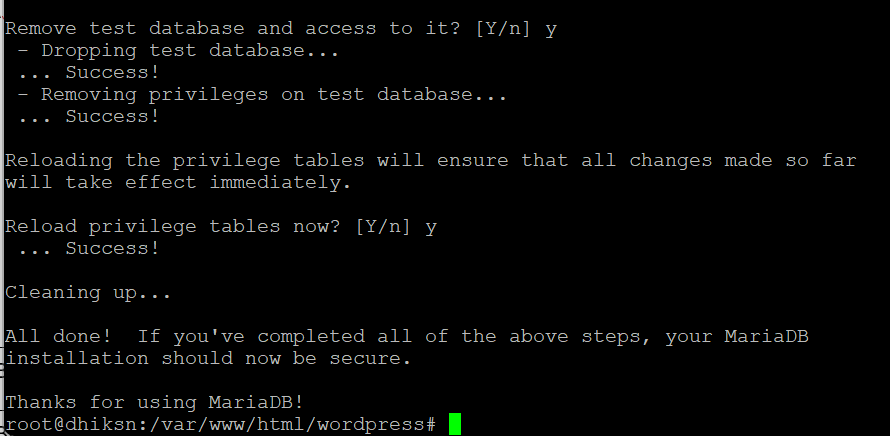 Remove test database and access to it? [Y/n] y
 - Dropping test database...
 ... Success!
 - Removing privileges on test database...
 ... Success!

Reloading the privilege tables will ensure that all changes made so far
will take effect immediately.

Reload privilege tables now? [Y/n] y
 ... Success!

Cleaning up...

All done!  If you've completed all of the above steps, your MariaDB
installation should now be secure.

Thanks for using MariaDB!
root@dhiksn:/var/www/html/wordpress#